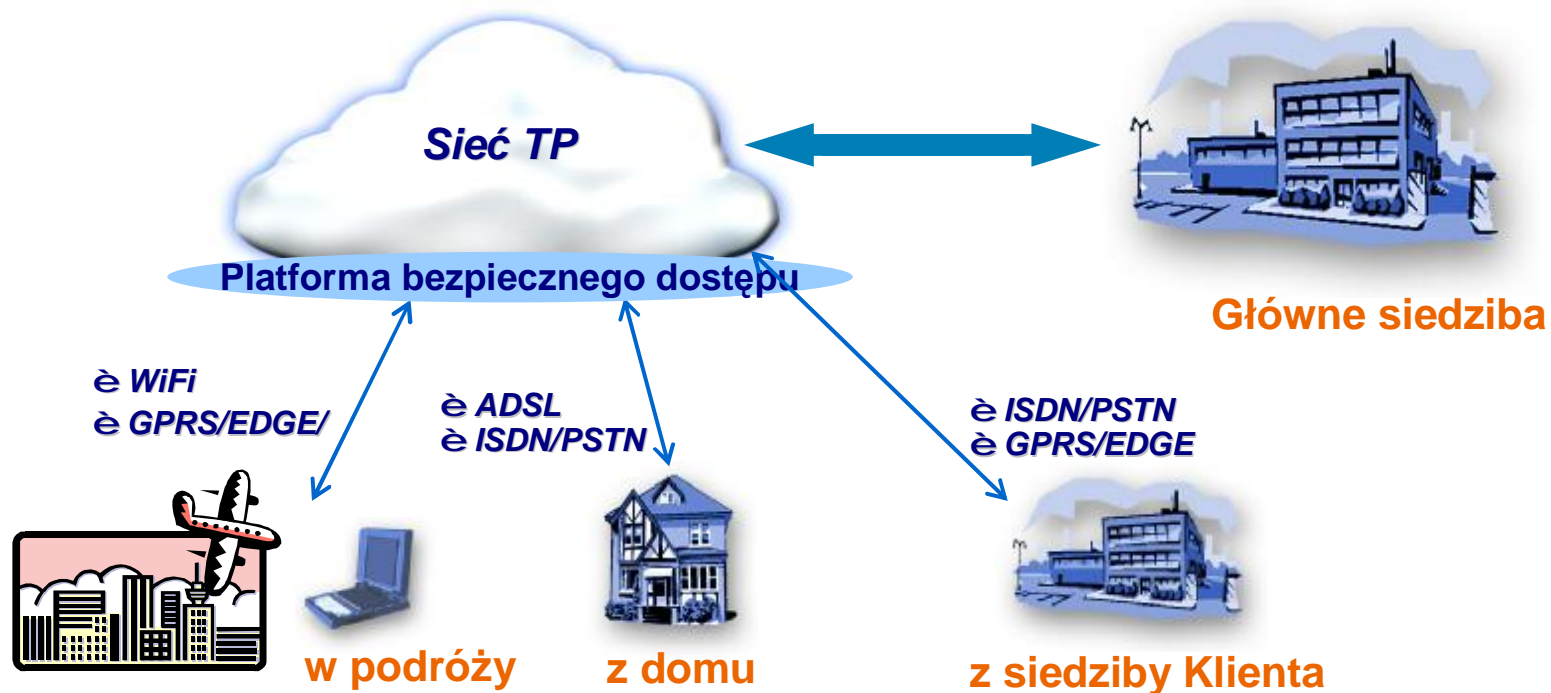 Sieć TP
Platforma bezpiecznego dostępu
Główne siedziba
è WiFi
è GPRS/EDGE/
è ADSL
è ISDN/PSTN
è ISDN/PSTN
è GPRS/EDGE
w podróży
z domu
z siedziby Klienta